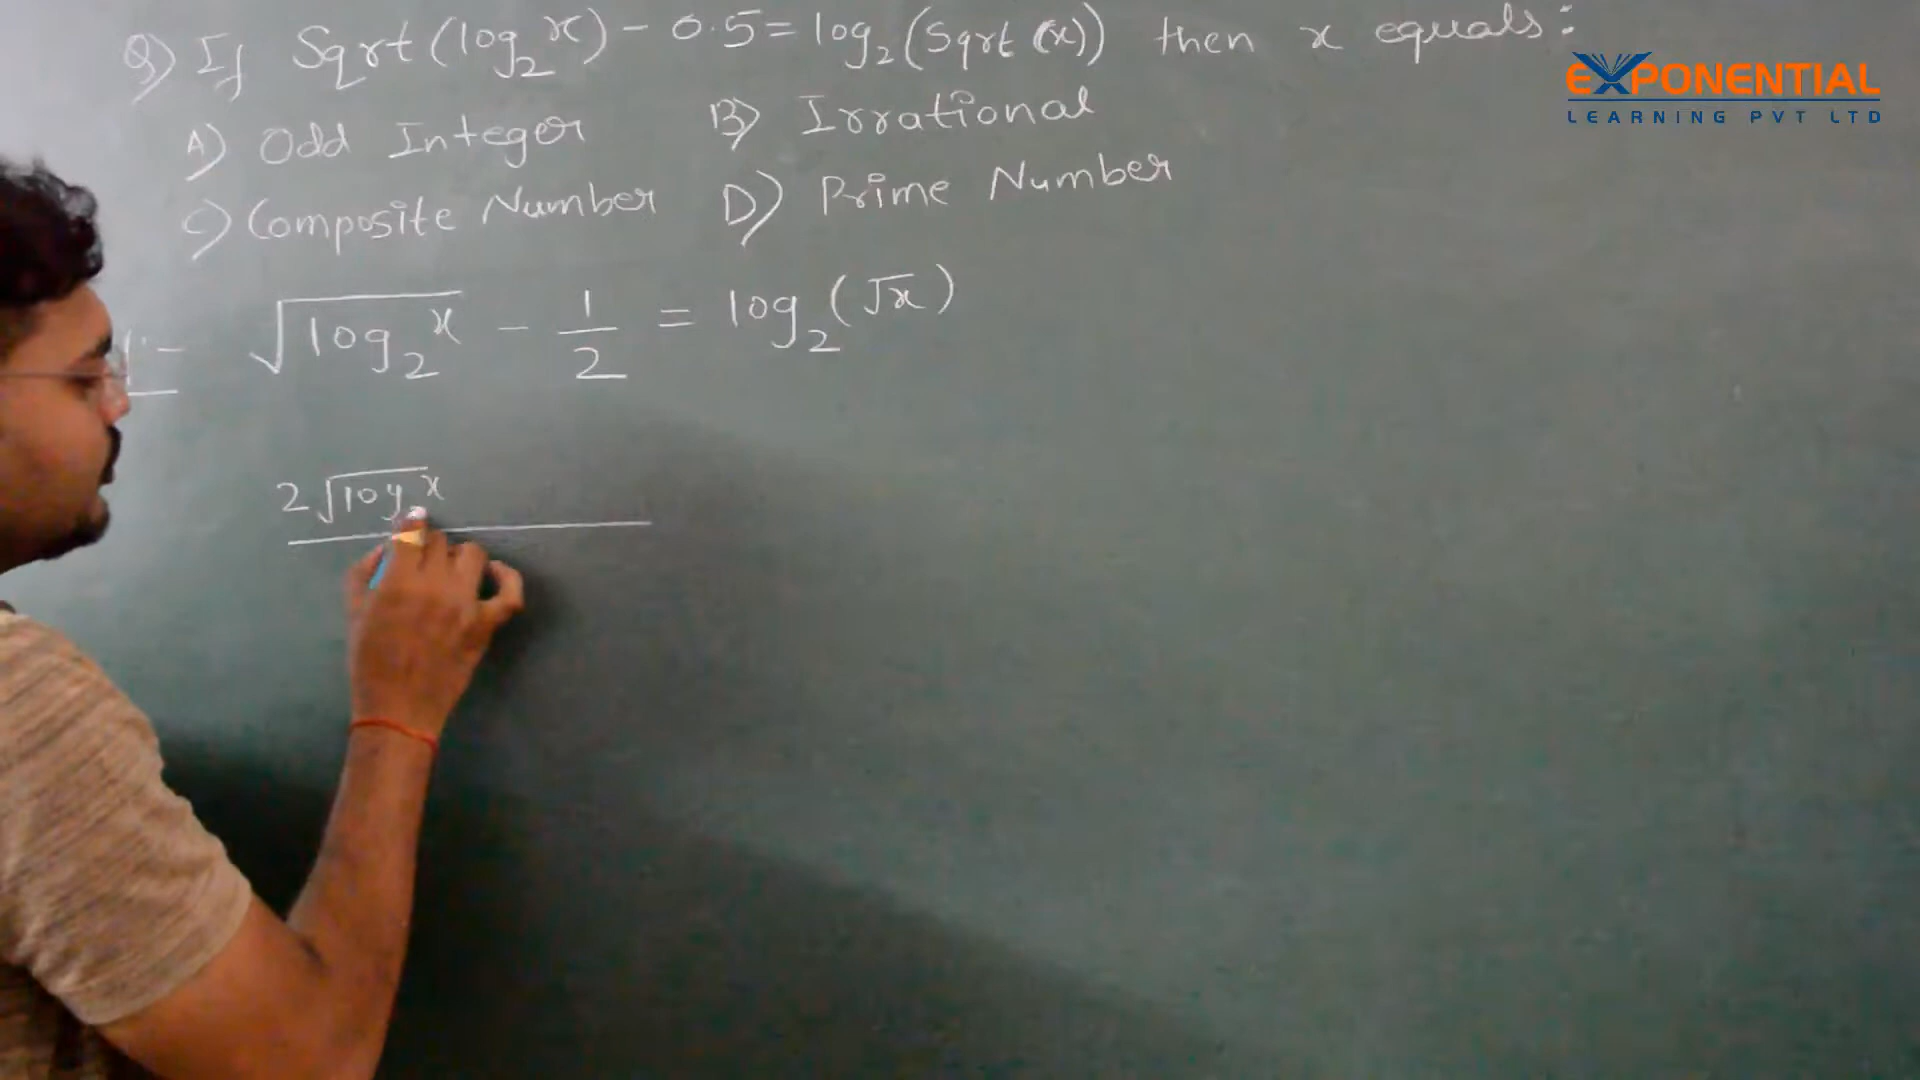 Q) If Sqrt(log₂x) - 0.5 = log₂(Sqrt(x)) then x equals:
EXPONENTIAL
LEARNING PVT LTD
A) Odd Integer B) Irrational
C) Composite Number D) Prime Number
√log₂x - 1/2 = log₂(√x)
2√log₂x